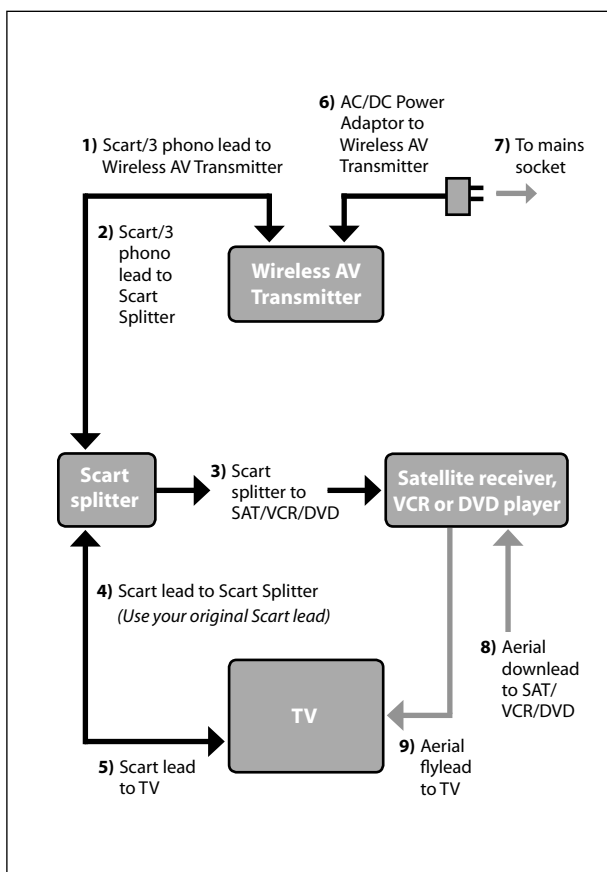 6) AC/DC Power
Adaptor to
Wireless AV
Transmitter
7) To mains
socket
1) Scart/3 phono lead to
Wireless AV Transmitter
2) Scart/3
phono
lead to
Scart
Splitter
Wireless AV
Transmitter
Scart
splitter
3) Scart
splitter to
SAT/VCR/DVD
Satellite receiver,
VCR or DVD player
4) Scart lead to Scart Splitter
(Use your original Scart lead)
8) Aerial
downlead
to SAT/
VCR/DVD
TV
5) Scart lead
to TV
9) Aerial
flylead
to TV